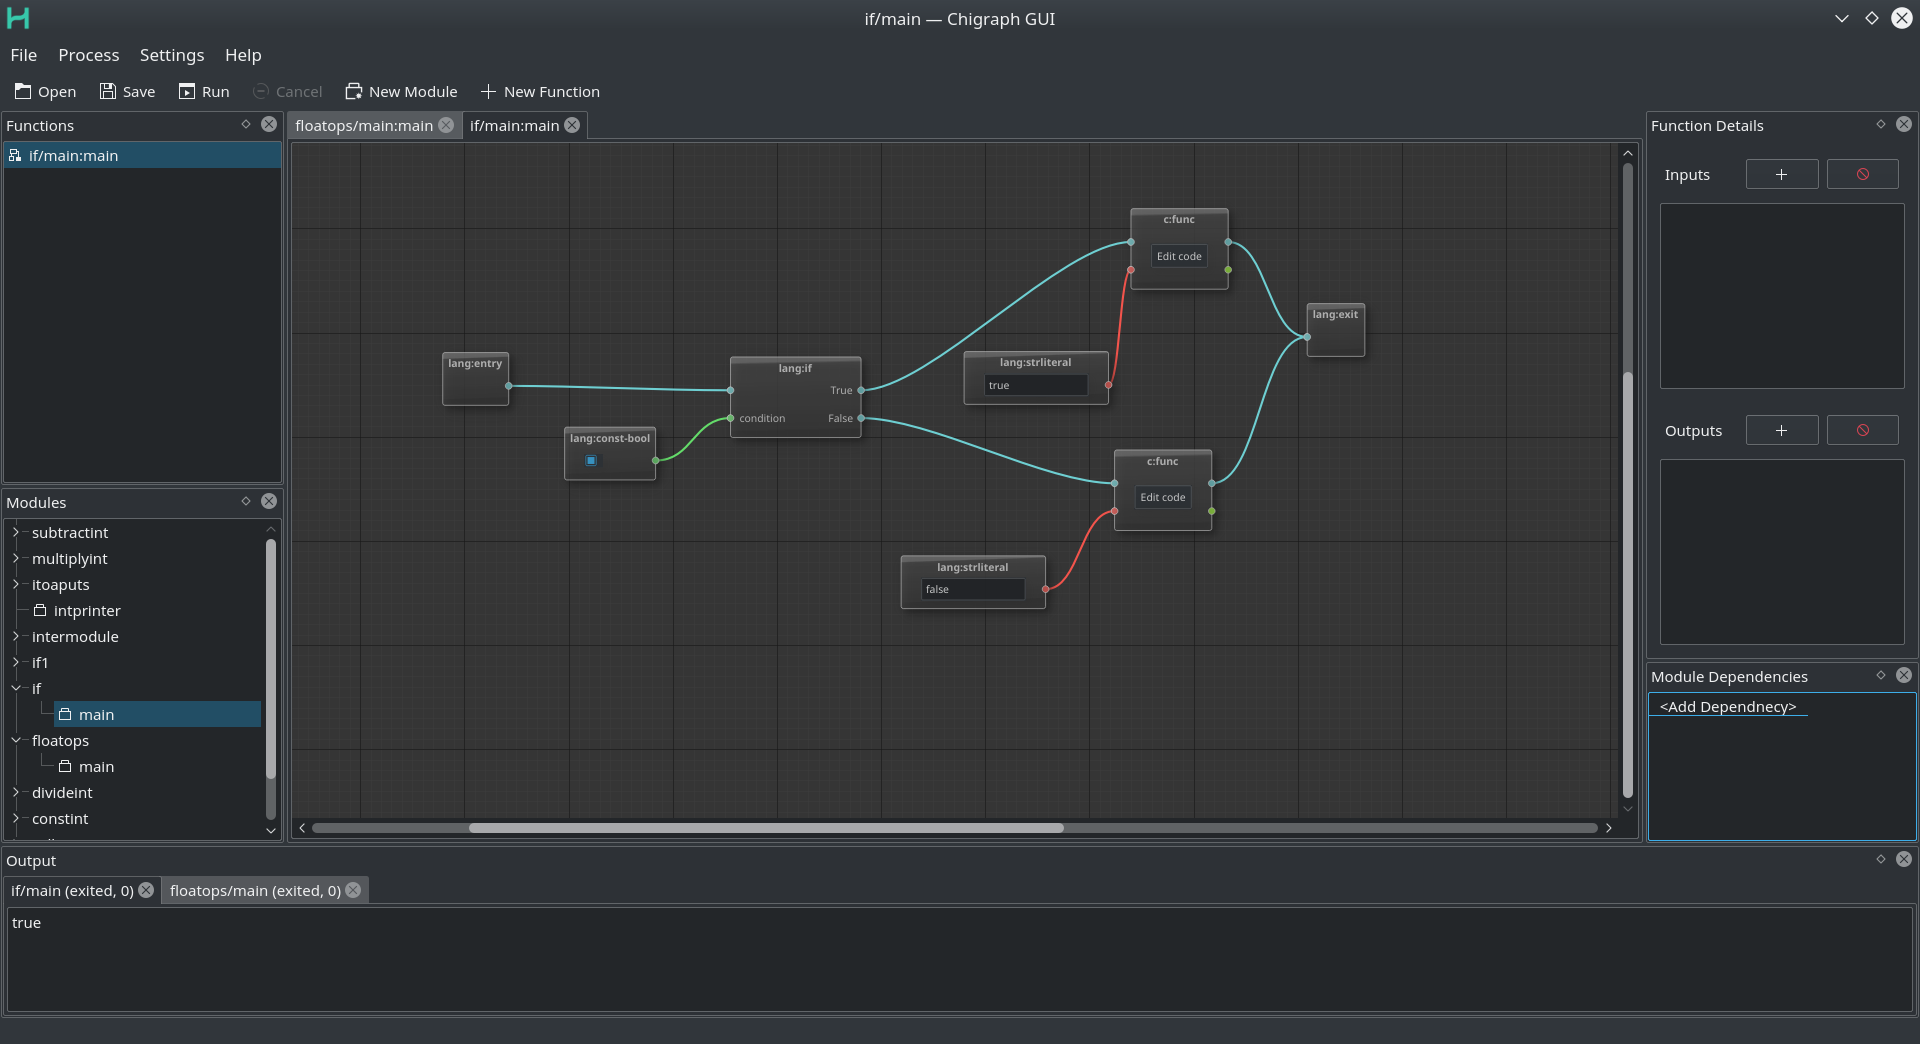 if/main — Chigraph GUI
File Process Settings Help
Open Save Run Cancel New Module New Function
Functions
if/main:main
Modules
subtractint
multiplyint
itoaputs
intprinter
intermodule
if1
if
main
floatops
main
divideint
constint
floatops/main:main if/main:main
lang:entry
lang:const-bool
lang:if
True
condition False
c:func
Edit code
lang:strliteral
true
lang:exit
c:func
Edit code
lang:strliteral
false
Function Details
Inputs
Outputs
Module Dependencies
<Add Dependnecy>
Output
if/main (exited, 0) floatops/main (exited, 0)
true